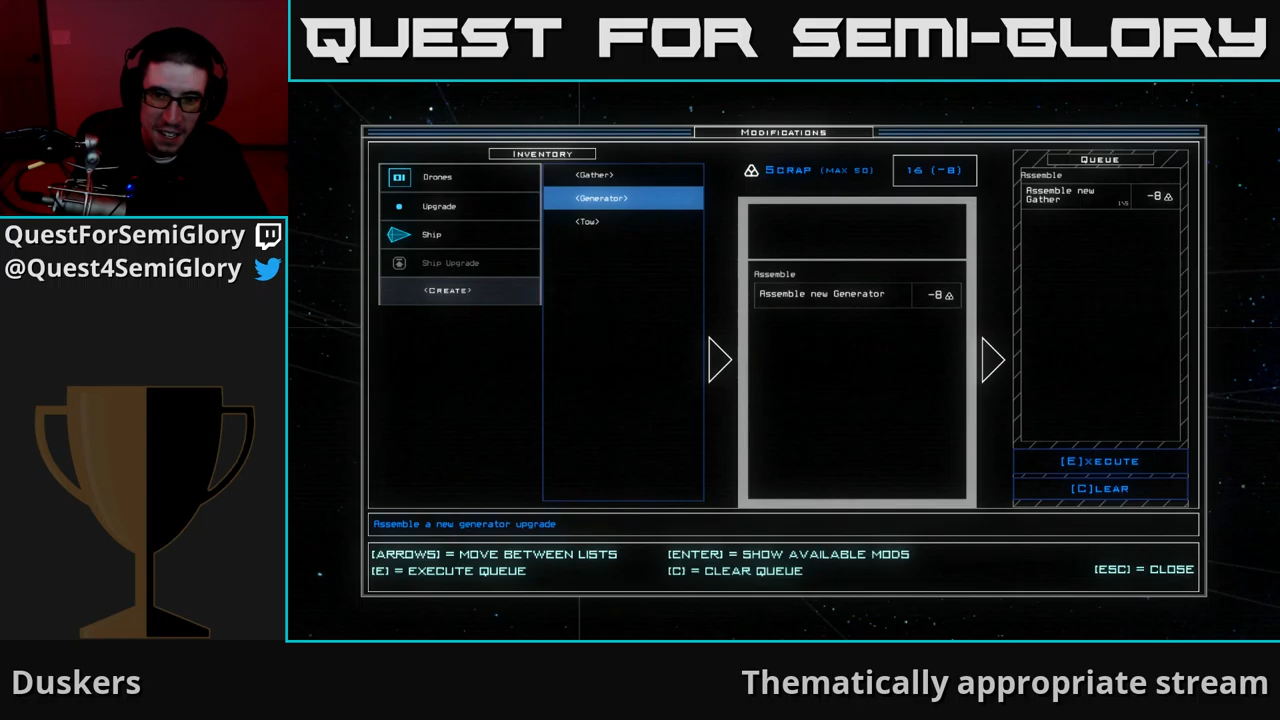 QUEST FOR SEMI-GLORY
QuestForSemiGlory
@Quest4SemiGlory
Modifications
Inventory
Drones
Upgrade
Ship
Ship Upgrade
<Create>
<Gather>
<Generator>
<Tow>
Scrap (max 50)
16 (-8)
Assemble
Assemble new Generator
-8
Queue
Assemble
Assemble new
Gather
-8
[E]xecute
[C]lear
Assemble a new generator upgrade
[ARROWS] = MOVE BETWEEN LISTS
[ENTER] = SHOW AVAILABLE MODS
[E] = EXECUTE QUEUE
[C] = CLEAR QUEUE
[ESC] = CLOSE
Duskers
Thematically appropriate stream